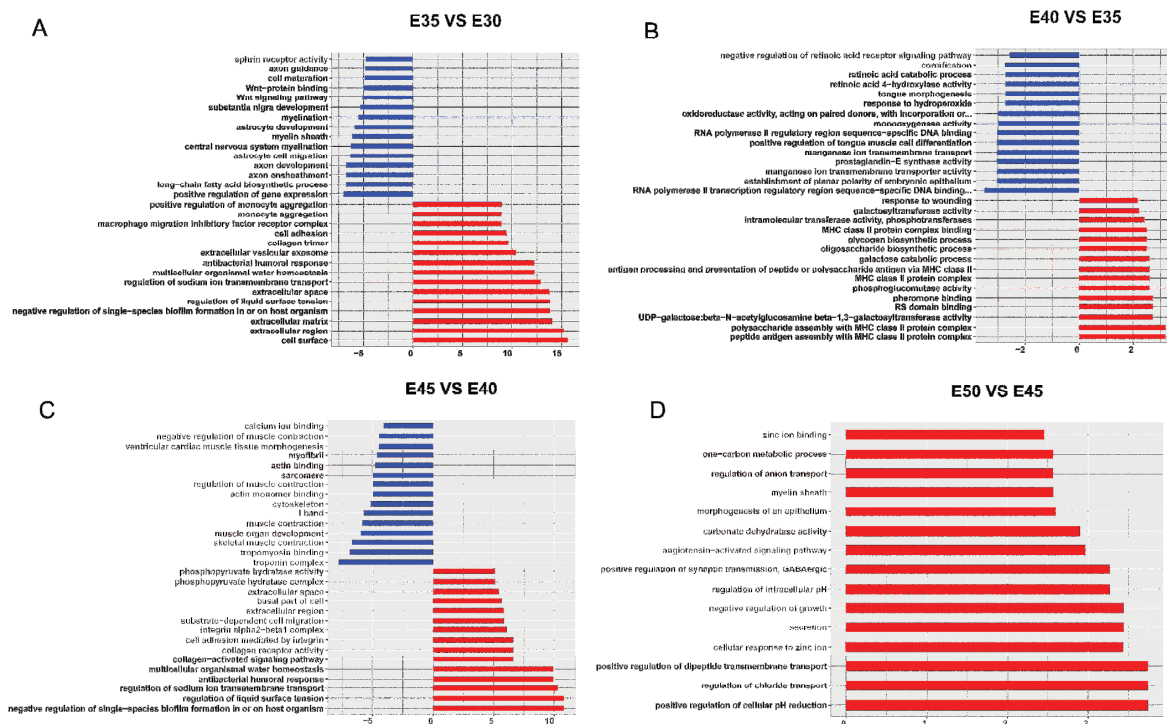 A
E35 VS E30
ephrin receptor activity
axon guidance
cell maturation
Wnt-protein binding
Wnt signaling pathway
substantia nigra development
myelination
astrocyte development
myelin sheath
central nervous system myelination
astrocyte cell migration
axon development
axon ensheathment
long-chain fatty acid biosynthetic process
positive regulation of gene expression
positive regulation of monocyte aggregation
monocyte aggregation
macrophage migration inhibitory factor receptor complex
cell adhesion
collagen trimer
extracellular vesicular exosome
antibacterial humoral response
multicellular organismal water homeostasis
regulation of sodium ion transmembrane transport
extracellular space
regulation of liquid surface tension
negative regulation of single-species biofilm formation in or on host organism
extracellular matrix
extracellular region
cell surface
-5 0 5 10 15
B
E40 VS E35
negative regulation of retinoic acid receptor signaling pathway
cornification
retinoic acid catabolic process
retinoic acid 4-hydroxylase activity
tongue morphogenesis
response to hydroperoxide
oxidoreductase activity, acting on paired donors, with incorporation or...
monooxygenase activity
RNA polymerase II regulatory region sequence-specific DNA binding
positive regulation of tongue muscle cell differentiation
manganese ion transmembrane transport
prostaglandin-E synthase activity
manganese ion transmembrane transporter activity
establishment of planar polarity of embryonic epithelium
RNA polymerase II transcription regulatory region sequence-specific DNA binding...
response to wounding
galactosyltransferase activity
intramolecular transferase activity, phosphotransferases
MHC class II protein complex binding
glycogen biosynthetic process
oligosaccharide biosynthetic process
galactose catabolic process
antigen processing and presentation of peptide or polysaccharide antigen via MHC class II
MHC class II protein complex
phosphoglucomutase activity
pheromone binding
RS domain binding
UDP-galactose:beta-N-acetylglucosamine beta-1,3-galactosyltransferase activity
polysaccharide assembly with MHC class II protein complex
peptide antigen assembly with MHC class II protein complex
-2 0 2
C
E45 VS E40
calcium ion binding
negative regulation of muscle contraction
ventricular cardiac muscle tissue morphogenesis
myofibril
actin binding
sarcomere
regulation of muscle contraction
actin monomer binding
cytoskeleton
I band
muscle contraction
muscle organ development
skeletal muscle contraction
tropomyosin binding
troponin complex
phosphopyruvate hydratase activity
phosphopyruvate hydratase complex
extracellular space
basal part of cell
extracellular region
substrate-dependent cell migration
integrin alpha2-beta1 complex
cell adhesion mediated by integrin
collagen receptor activity
collagen-activated signaling pathway
multicellular organismal water homeostasis
antibacterial humoral response
regulation of sodium ion transmembrane transport
regulation of liquid surface tension
negative regulation of single-species biofilm formation in or on host organism
-5 0 5 10
D
E50 VS E45
zinc ion binding
one-carbon metabolic process
regulation of anion transport
myelin sheath
morphogenesis of an epithelium
carbonate dehydratase activity
angiotensin-activated signaling pathway
positive regulation of synaptic transmission, GABAergic
regulation of intracellular pH
negative regulation of growth
secretion
cellular response to zinc ion
positive regulation of dipeptide transmembrane transport
regulation of chloride transport
positive regulation of cellular pH reduction